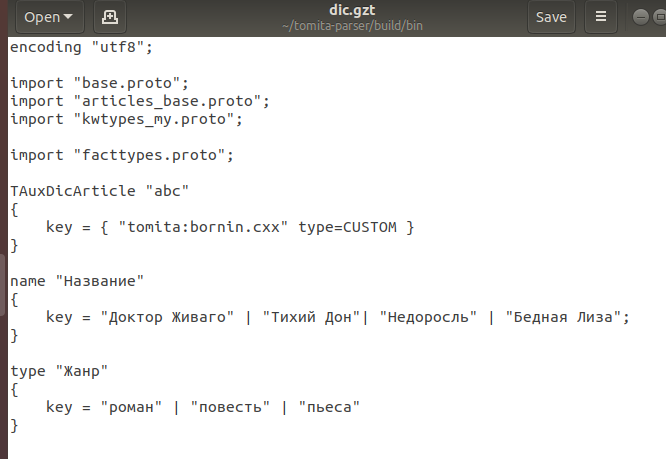 Open
dic.gzt
~/tomita-parser/build/bin
Save
encoding "utf8";
import "base.proto";
import "articles_base.proto";
import "kwtypes_my.proto";
import "facttypes.proto";
TAuxDicArticle "abc"
{
    key = { "tomita:bornin.cxx" type=CUSTOM }
}
name "Название"
{
    key = "Доктор Живаго" | "Тихий Дон"| "Недоросль" | "Бедная Лиза";
}
type "Жанр"
{
    key = "роман" | "повесть" | "пьеса"
}